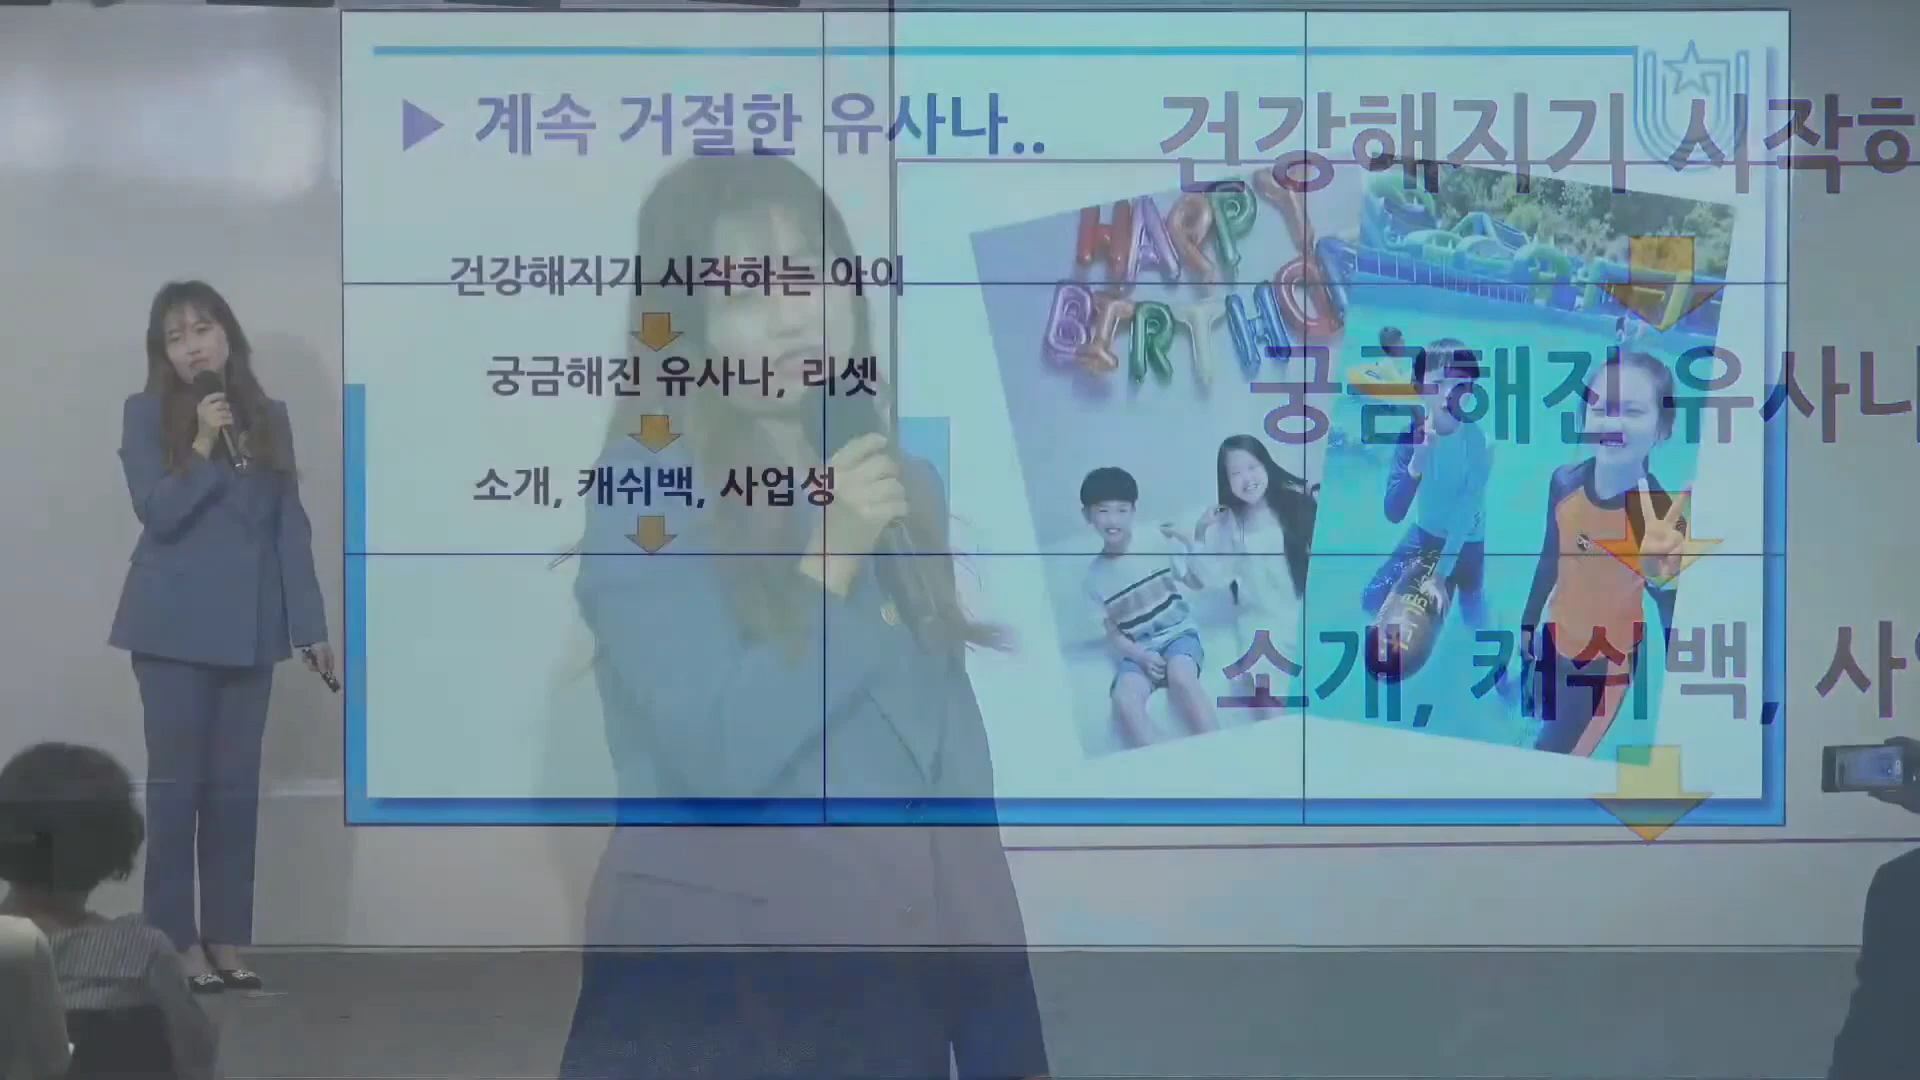 ▶ 계속 거절한 유사나..
건강해지기 시작하는 아이
궁금해진 유사나, 리셋
소개, 캐쉬백, 사업성
HAPPY
BIRTHD
건강해지기 시작하
궁금해진 유사나
소개, 캐쉬백, 사